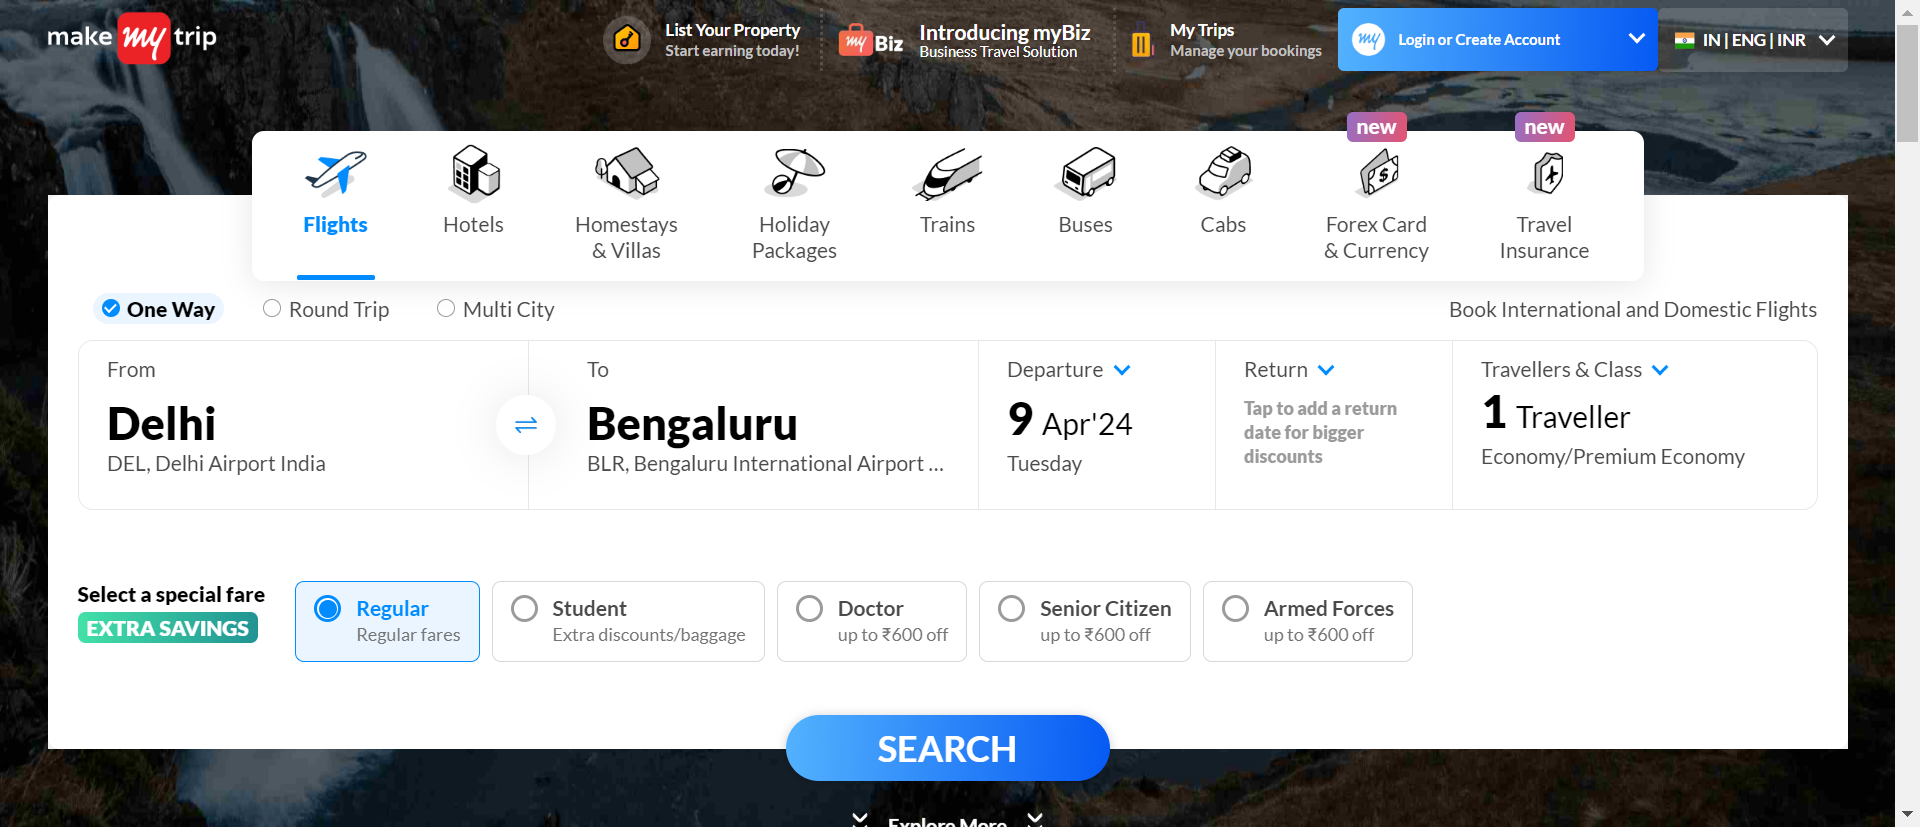 make my trip
List Your Property
Start earning today!
my Biz
Introducing myBiz
Business Travel Solution
My Trips
Manage your bookings
my
Login or Create Account
IN | ENG | INR
new
new
Flights
Hotels
Homestays
& Villas
Holiday
Packages
Trains
Buses
Cabs
Forex Card
& Currency
Travel
Insurance
One Way
Round Trip
Multi City
Book International and Domestic Flights
From
Delhi
DEL, Delhi Airport India
To
Bengaluru
BLR, Bengaluru International Airport ...
Departure
9 Apr'24
Tuesday
Return
Tap to add a return
date for bigger
discounts
Travellers & Class
1 Traveller
Economy/Premium Economy
Select a special fare
EXTRA SAVINGS
Regular
Regular fares
Student
Extra discounts/baggage
Doctor
up to ₹600 off
Senior Citizen
up to ₹600 off
Armed Forces
up to ₹600 off
SEARCH
Explore More